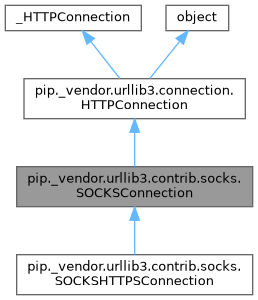 _HTTPConnection
object
pip._vendor.urllib3.connection.
HTTPConnection
pip._vendor.urllib3.contrib.socks.
SOCKSConnection
pip._vendor.urllib3.contrib.socks.
SOCKSHTTPSConnection